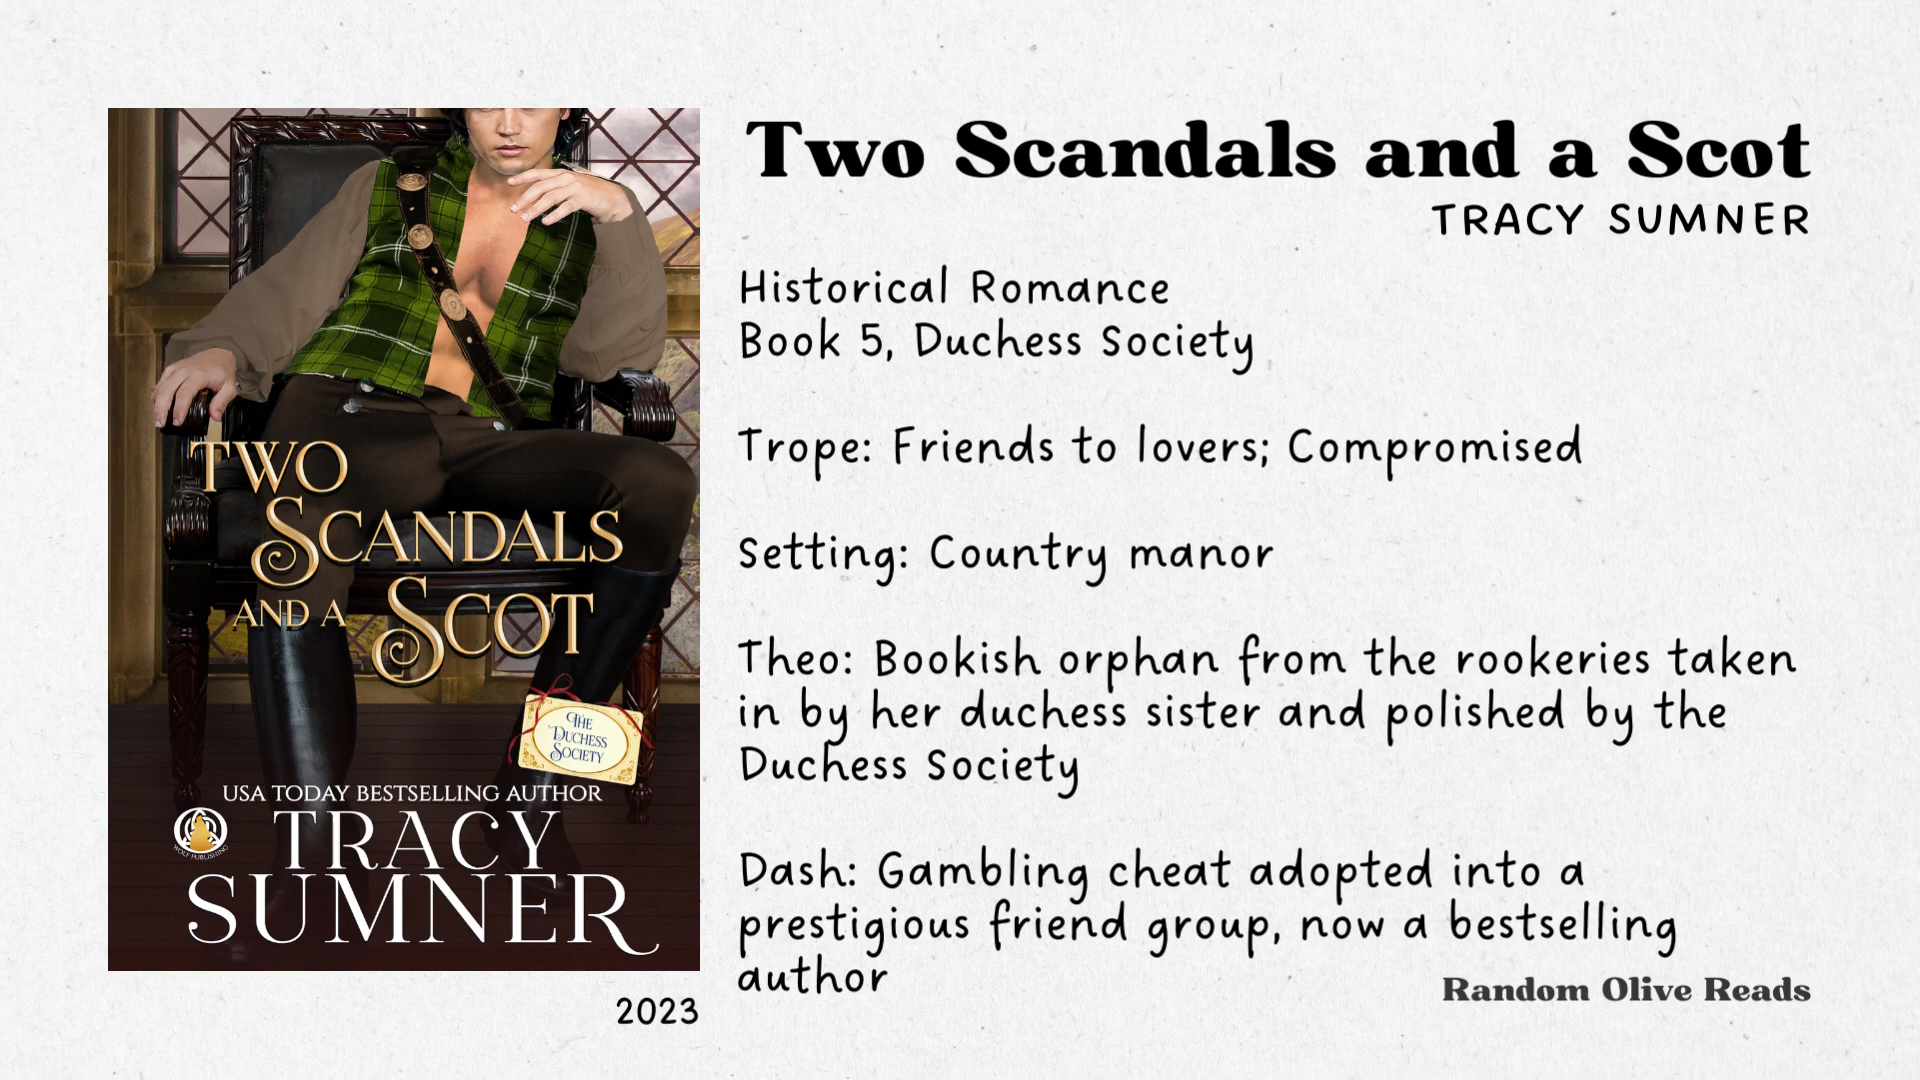 TWO
SCANDALS
AND A SCOT
THE
DUCHESS
SOCIETY
USA TODAY BESTSELLING AUTHOR
WOLF PUBLISHING
TRACY
SUMNER
2023
Two Scandals and a Scot
TRACY SUMNER
Historical Romance
Book 5, Duchess Society
Trope: Friends to lovers; Compromised
Setting: Country manor
Theo: Bookish orphan from the rookeries taken
in by her duchess sister and polished by the
Duchess Society
Dash: Gambling cheat adopted into a
prestigious friend group, now a bestselling
author
Random Olive Reads